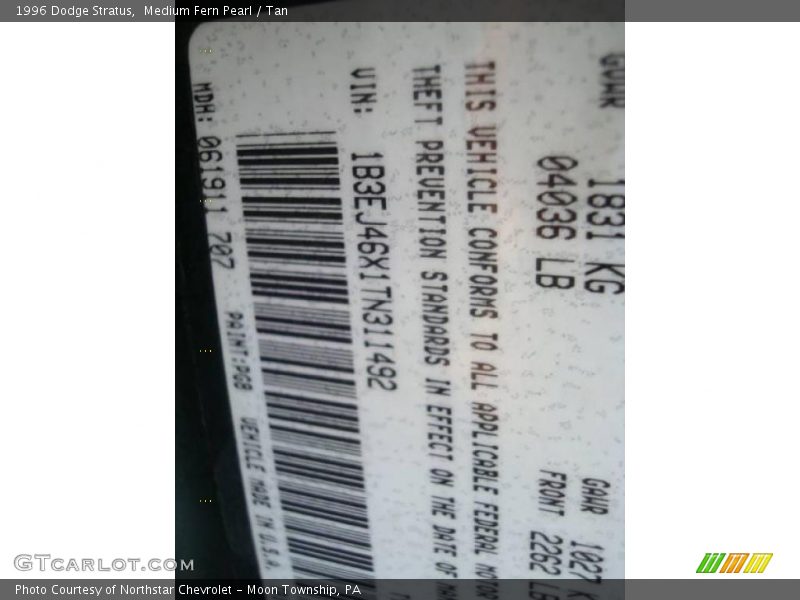 1996 Dodge Stratus, Medium Fern Pearl / Tan
GVWR 1831 KG
04036 LB
GAWR 1027 K
FRONT 2262 LB
THIS VEHICLE CONFORMS TO ALL APPLICABLE FEDERAL MOTOR
THEFT PREVENTION STANDARDS IN EFFECT ON THE DATE OF
VIN: 1B3EJ46X1TN311492
MDH: 061911 707 PAINT:PGB VEHICLE MADE IN U.S.A.
GTCarlot.com
Photo Courtesy of Northstar Chevrolet - Moon Township, PA